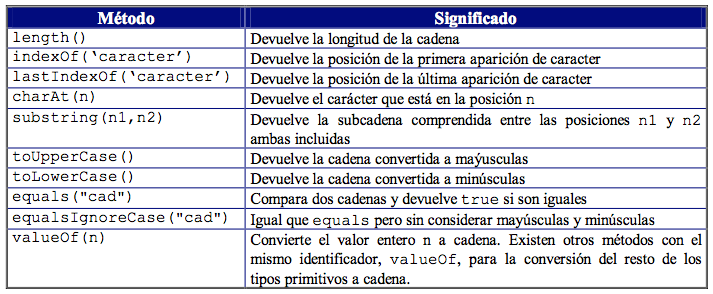 Método Significado
length() Devuelve la longitud de la cadena
indexOf(‘caracter’) Devuelve la posición de la primera aparición de caracter
lastIndexOf(‘caracter’) Devuelve la posición de la última aparición de caracter
charAt(n) Devuelve el carácter que está en la posición n
substring(n1,n2) Devuelve la subcadena comprendida entre las posiciones n1 y n2
ambas incluidas
toUpperCase() Devuelve la cadena convertida a mayúsculas
toLowerCase() Devuelve la cadena convertida a minúsculas
equals("cad") Compara dos cadenas y devuelve true si son iguales
equalsIgnoreCase("cad") Igual que equals pero sin considerar mayúsculas y minúsculas
valueOf(n) Convierte el valor entero n a cadena. Existen otros métodos con el
mismo identificador, valueOf, para la conversión del resto de los
tipos primitivos a cadena.